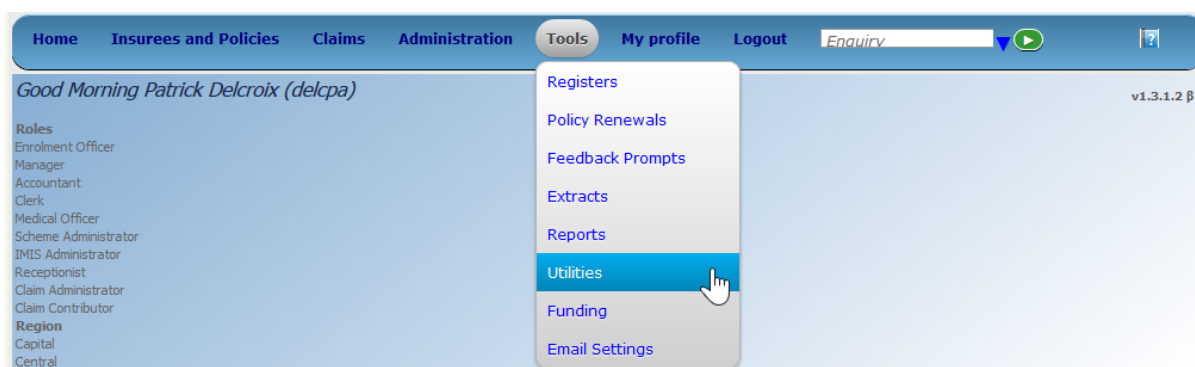 Home Insurees and Policies Claims Administration Tools My profile Logout Enquiry ?
Good Morning Patrick Delcroix (delcpa)
v1.3.1.2 β
Roles
Enrolment Officer
Manager
Accountant
Clerk
Medical Officer
Scheme Administrator
IMIS Administrator
Receptionist
Claim Administrator
Claim Contributor
Region
Capital
Central
Registers
Policy Renewals
Feedback Prompts
Extracts
Reports
Utilities
Funding
Email Settings